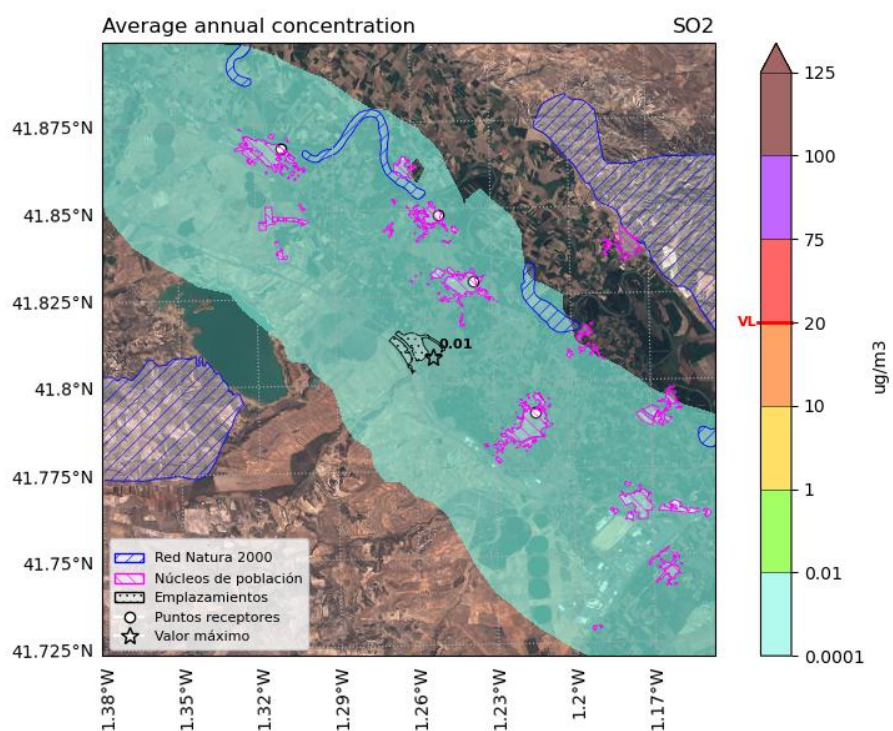 Average annual concentration SO2
41.875°N
41.85°N
41.825°N
41.8°N
41.775°N
41.75°N
41.725°N
0.01
Red Natura 2000
Núcleos de población
Emplazamientos
Puntos receptores
Valor máximo
1.38°W 1.35°W 1.32°W 1.29°W 1.26°W 1.23°W 1.2°W 1.17°W
125
100
75
VL 20
10
1
0.01
0.0001
ug/m3